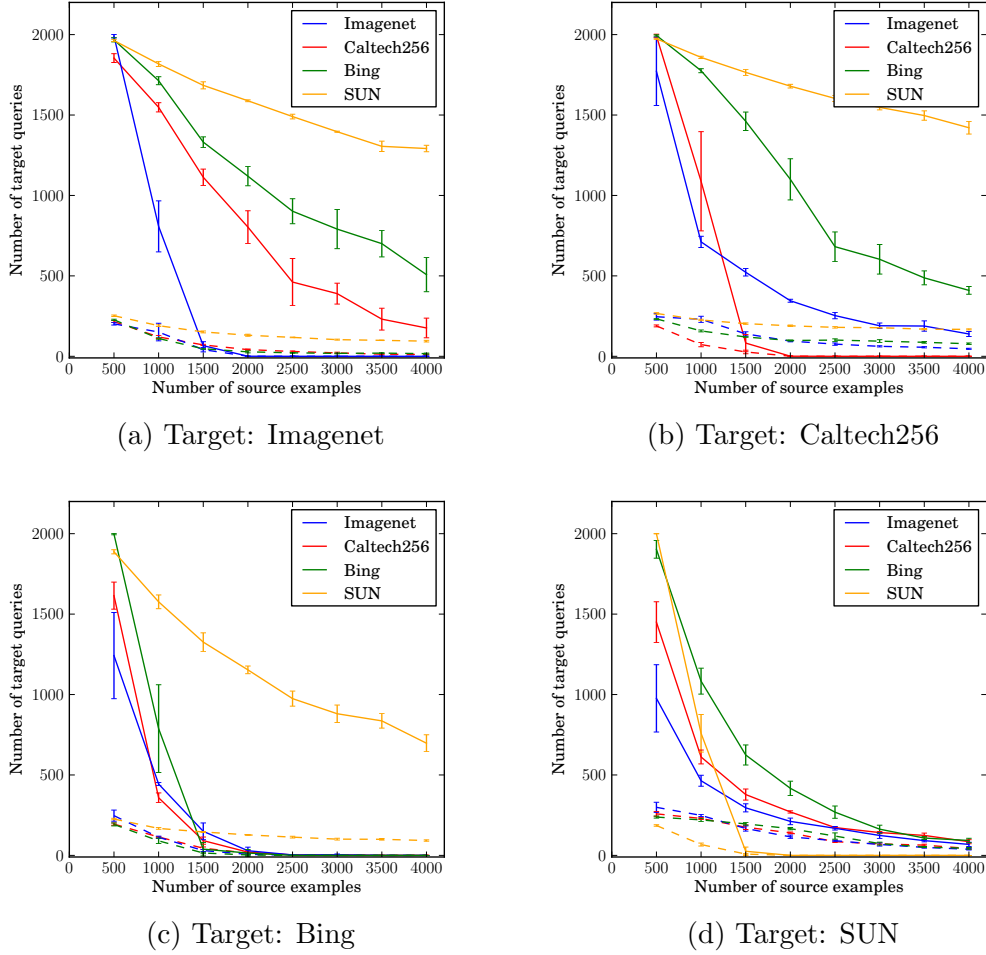 Imagenet
Caltech256
Bing
SUN
Number of target queries
2000
1500
1000
500
0
0 500 1000 1500 2000 2500 3000 3500 4000
Number of source examples
(a) Target: Imagenet
Imagenet
Caltech256
Bing
SUN
Number of target queries
2000
1500
1000
500
0
0 500 1000 1500 2000 2500 3000 3500 4000
Number of source examples
(b) Target: Caltech256
Imagenet
Caltech256
Bing
SUN
Number of target queries
2000
1500
1000
500
0
0 500 1000 1500 2000 2500 3000 3500 4000
Number of source examples
(c) Target: Bing
Imagenet
Caltech256
Bing
SUN
Number of target queries
2000
1500
1000
500
0
0 500 1000 1500 2000 2500 3000 3500 4000
Number of source examples
(d) Target: SUN